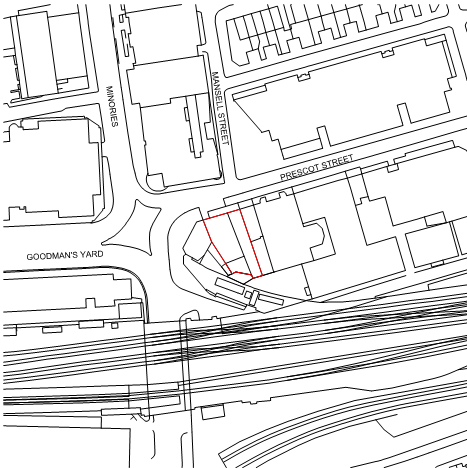 MINORIES
MANSELL STREET
PRESCOT STREET
GOODMAN'S YARD